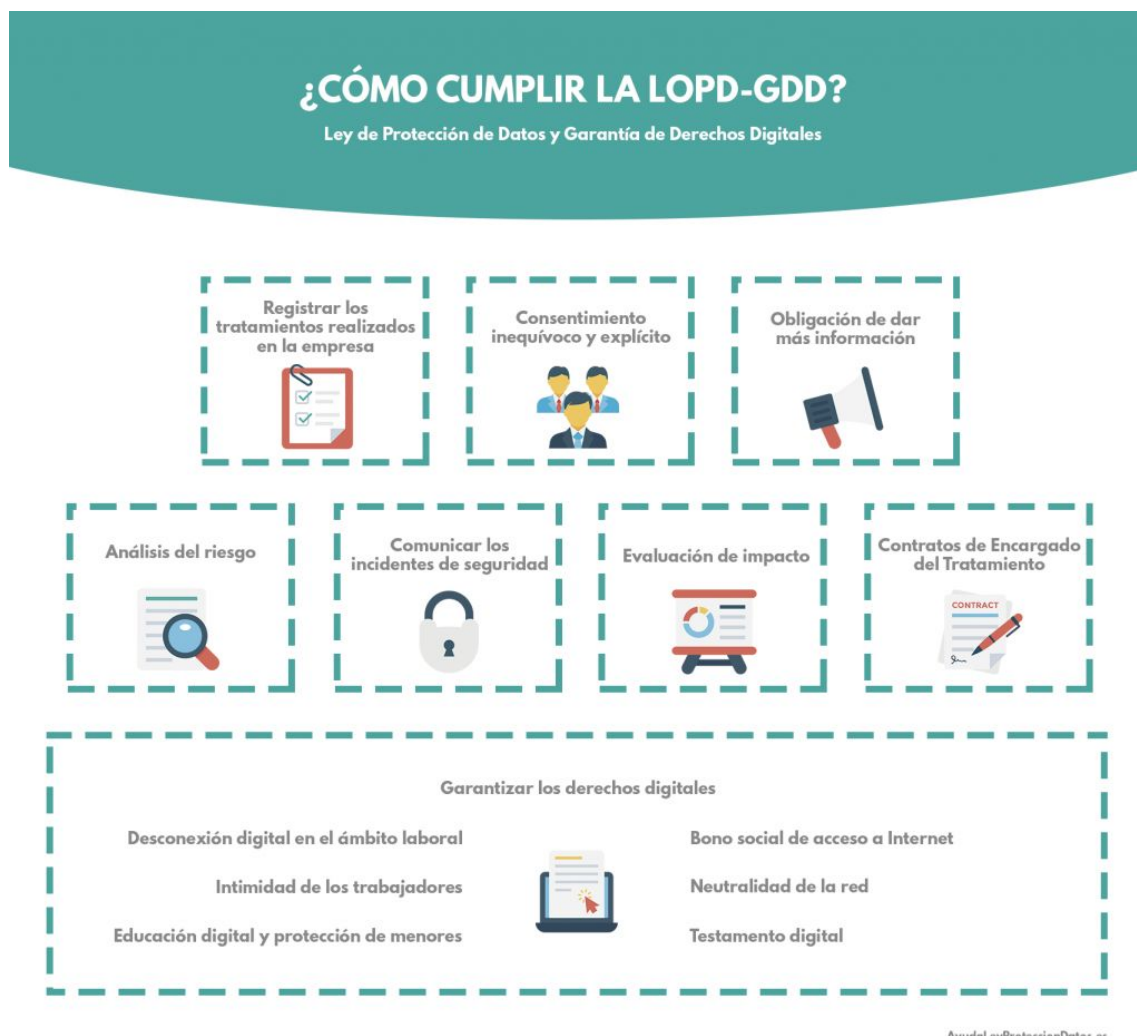 ¿CÓMO CUMPLIR LA LOPD-GDD?
Ley de Protección de Datos y Garantía de Derechos Digitales
Registrar los
tratamientos realizados
en la empresa
Consentimiento
inequívoco y explícito
Obligación de dar
más información
Análisis del riesgo
Comunicar los
incidentes de seguridad
Evaluación de impacto
Contratos de Encargado
del Tratamiento
CONTRACT
Garantizar los derechos digitales
Desconexión digital en el ámbito laboral
Intimidad de los trabajadores
Educación digital y protección de menores
Bono social de acceso a Internet
Neutralidad de la red
Testamento digital
AyudaLeyProteccionDatos.es